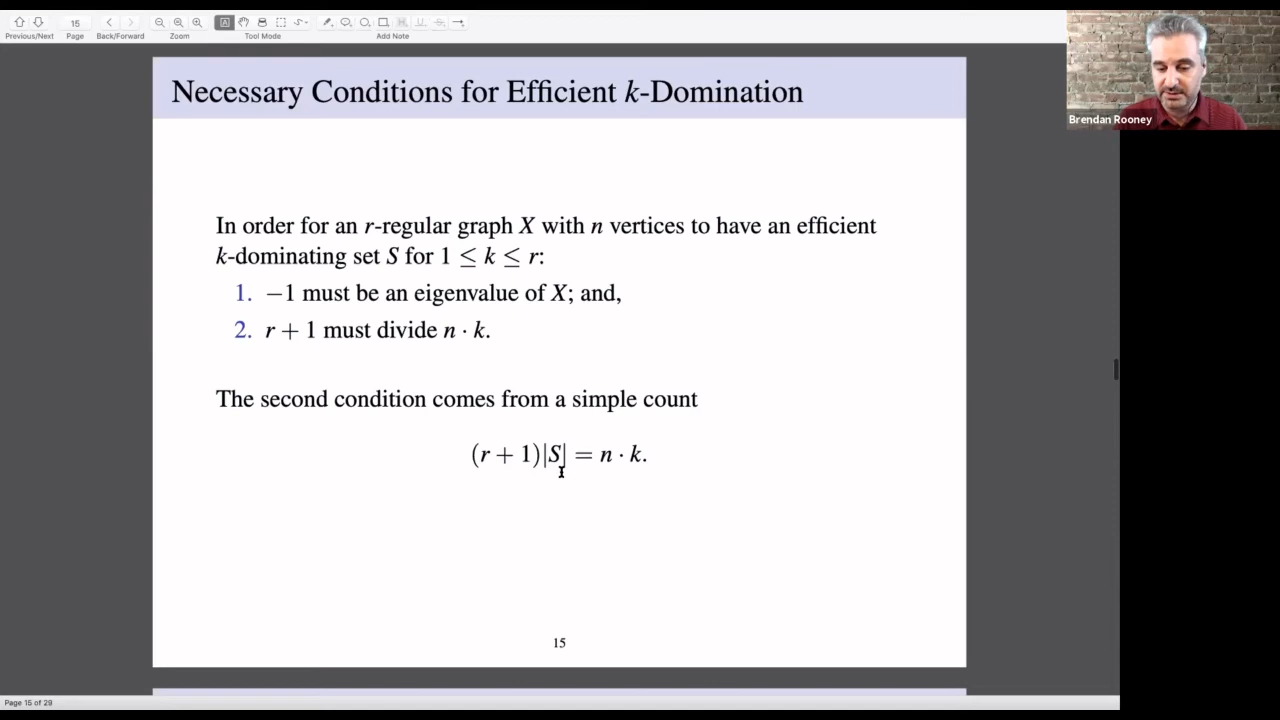 15
Previous/Next Page Back/Forward Zoom Tool Mode Add Note
Necessary Conditions for Efficient k-Domination
Brendan Rooney
In order for an r-regular graph X with n vertices to have an efficient
k-dominating set S for 1 ≤ k ≤ r:
1. −1 must be an eigenvalue of X; and,
2. r + 1 must divide n · k.
The second condition comes from a simple count
(r + 1)|S| = n · k.
15
Page 15 of 29